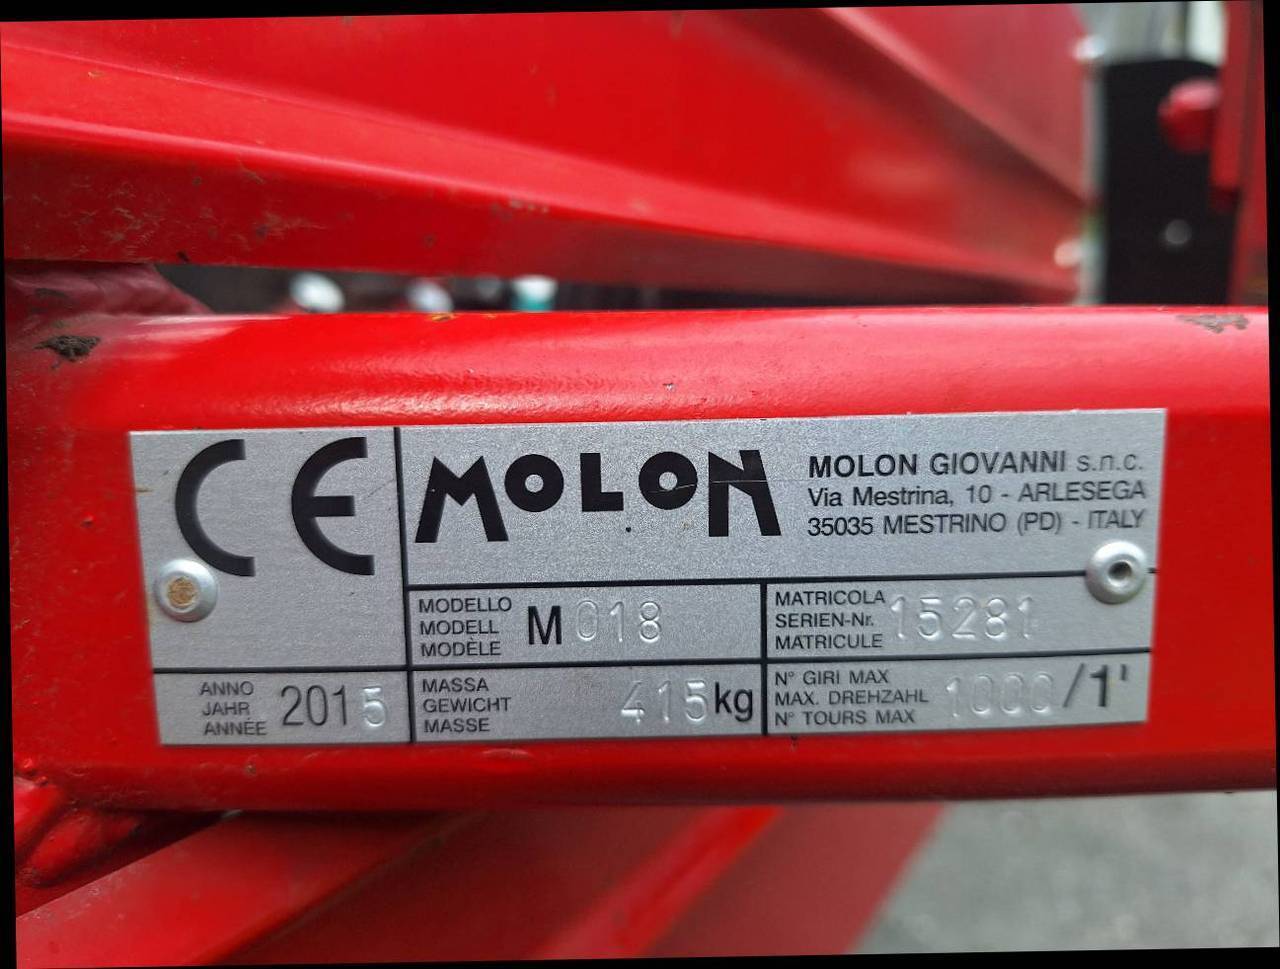 CE
MOLON
MOLON GIOVANNI s.n.c.
Via Mestrina, 10 - ARLESEGA
35035 MESTRINO (PD) - ITALY
MODELLO
MODELL
MODÈLE
M018
MATRICOLA
SERIEN-Nr.
MATRICULE
15281
ANNO
JAHR
ANNÉE
2015
MASSA
GEWICHT
MASSE
415kg
N° GIRI MAX
MAX. DREHZAHL
N° TOURS MAX
1000/1'